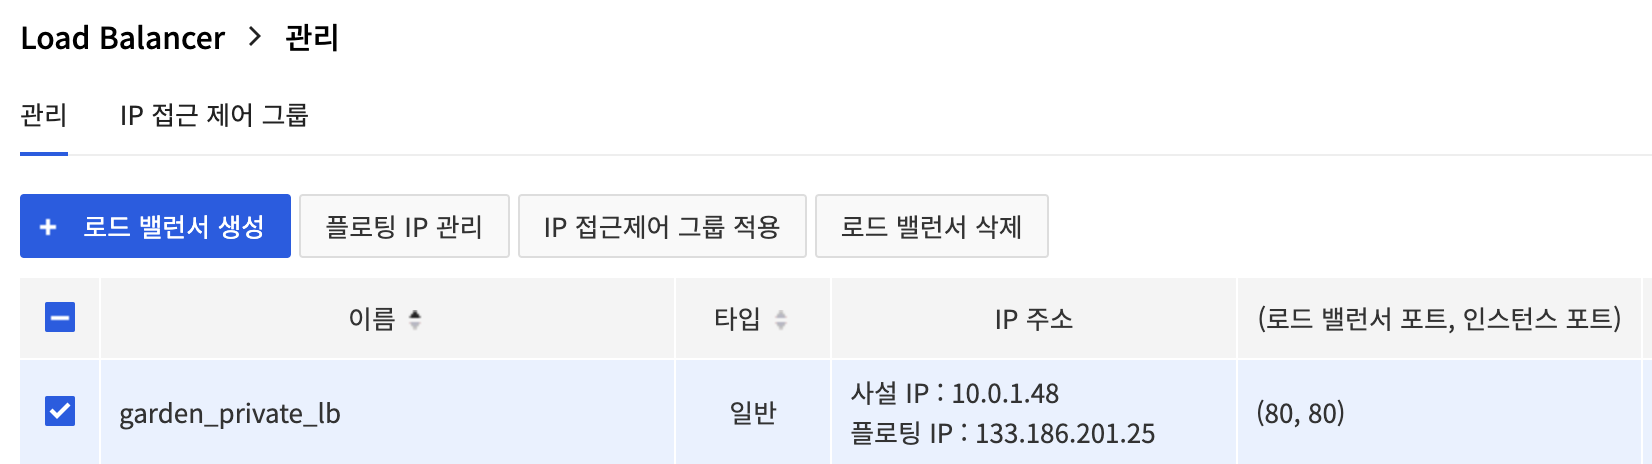 Load Balancer > 관리
관리 IP 접근 제어 그룹
+ 로드 밸런서 생성 플로팅 IP 관리 IP 접근제어 그룹 적용 로드 밸런서 삭제
이름 타입 IP 주소 (로드 밸런서 포트, 인스턴스 포트)
garden_private_lb 일반 사설 IP : 10.0.1.48
플로팅 IP : 133.186.201.25 (80, 80)